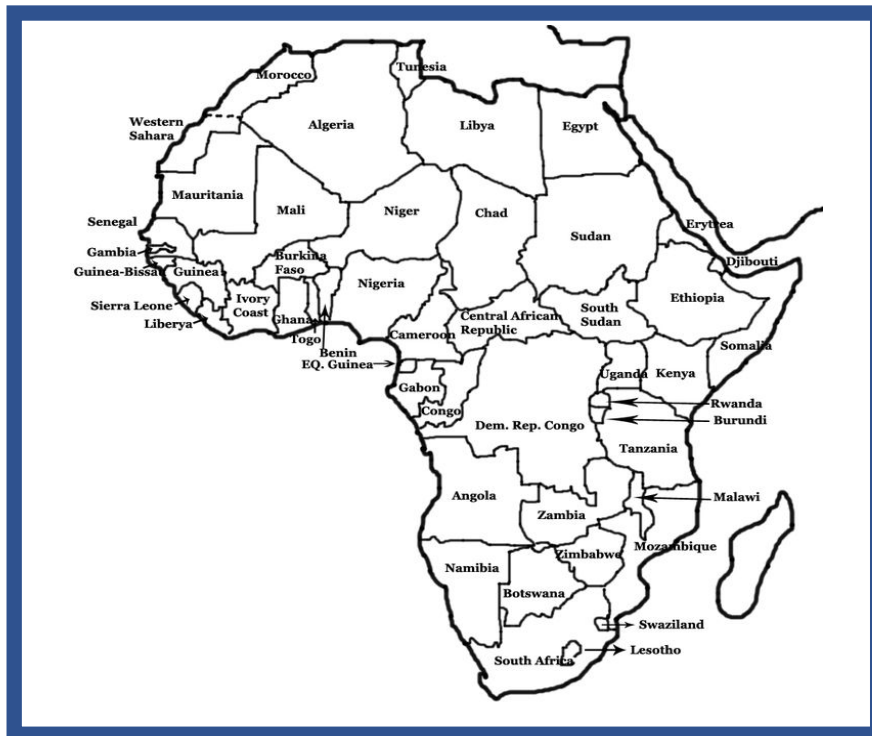 Morocco
Tunesia
Algeria
Libya
Egypt
Western
Sahara
Mauritania
Mali
Niger
Chad
Sudan
Erytrea
Senegal
Gambia
Guinea-Bissau
Guinea
Burkina
Faso
Nigeria
Djibouti
Ethiopia
Sierra Leone
Liberya
Ivory
Coast
Ghana
Togo
Benin
Cameroon
Central African
Republic
South
Sudan
Somalia
EQ. Guinea
Gabon
Congo
Uganda
Kenya
Rwanda
Burundi
Dem. Rep. Congo
Tanzania
Angola
Zambia
Malawi
Mozambique
Zimbabwe
Namibia
Botswana
Swaziland
South Africa
Lesotho